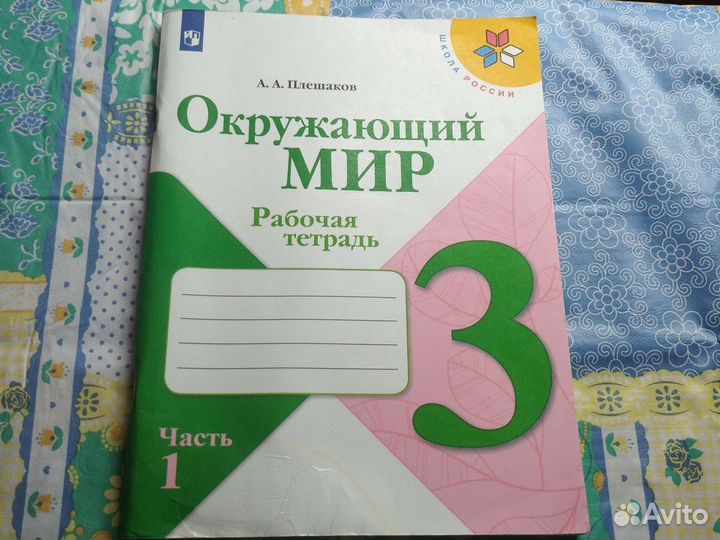 ШКОЛА РОССИИ
А. А. Плешаков
Окружающий
МИР
Рабочая
тетрадь
3
Часть
1
Avito